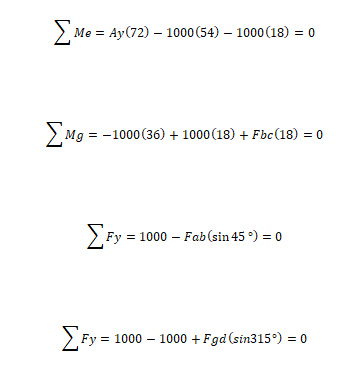 ∑ Me = Ay(72) − 1000(54) − 1000(18) = 0
∑ Mg = −1000(36) + 1000(18) + Fbc(18) = 0
∑ Fy = 1000 − Fab(sin 45 °) = 0
∑ Fy = 1000 − 1000 + Fgd(sin315°) = 0